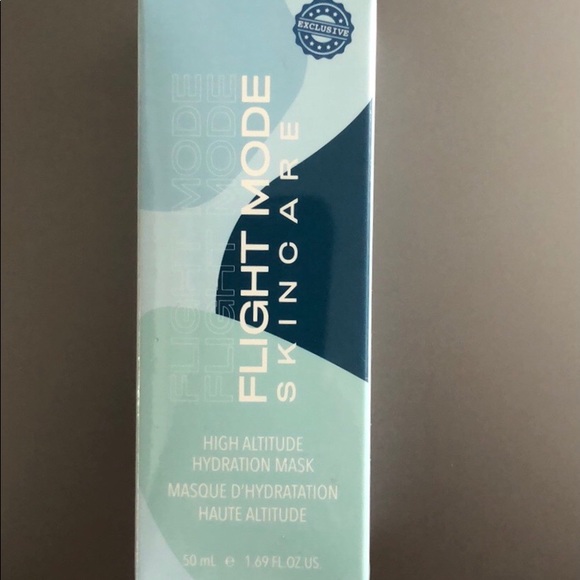 EXCLUSIVE
FLIGHT MODE
FLIGHT MODE
FLIGHT MODE
SKINCARE
HIGH ALTITUDE
HYDRATION MASK
MASQUE D'HYDRATATION
HAUTE ALTITUDE
50 mL ℮ 1.69 FL.OZ.US.